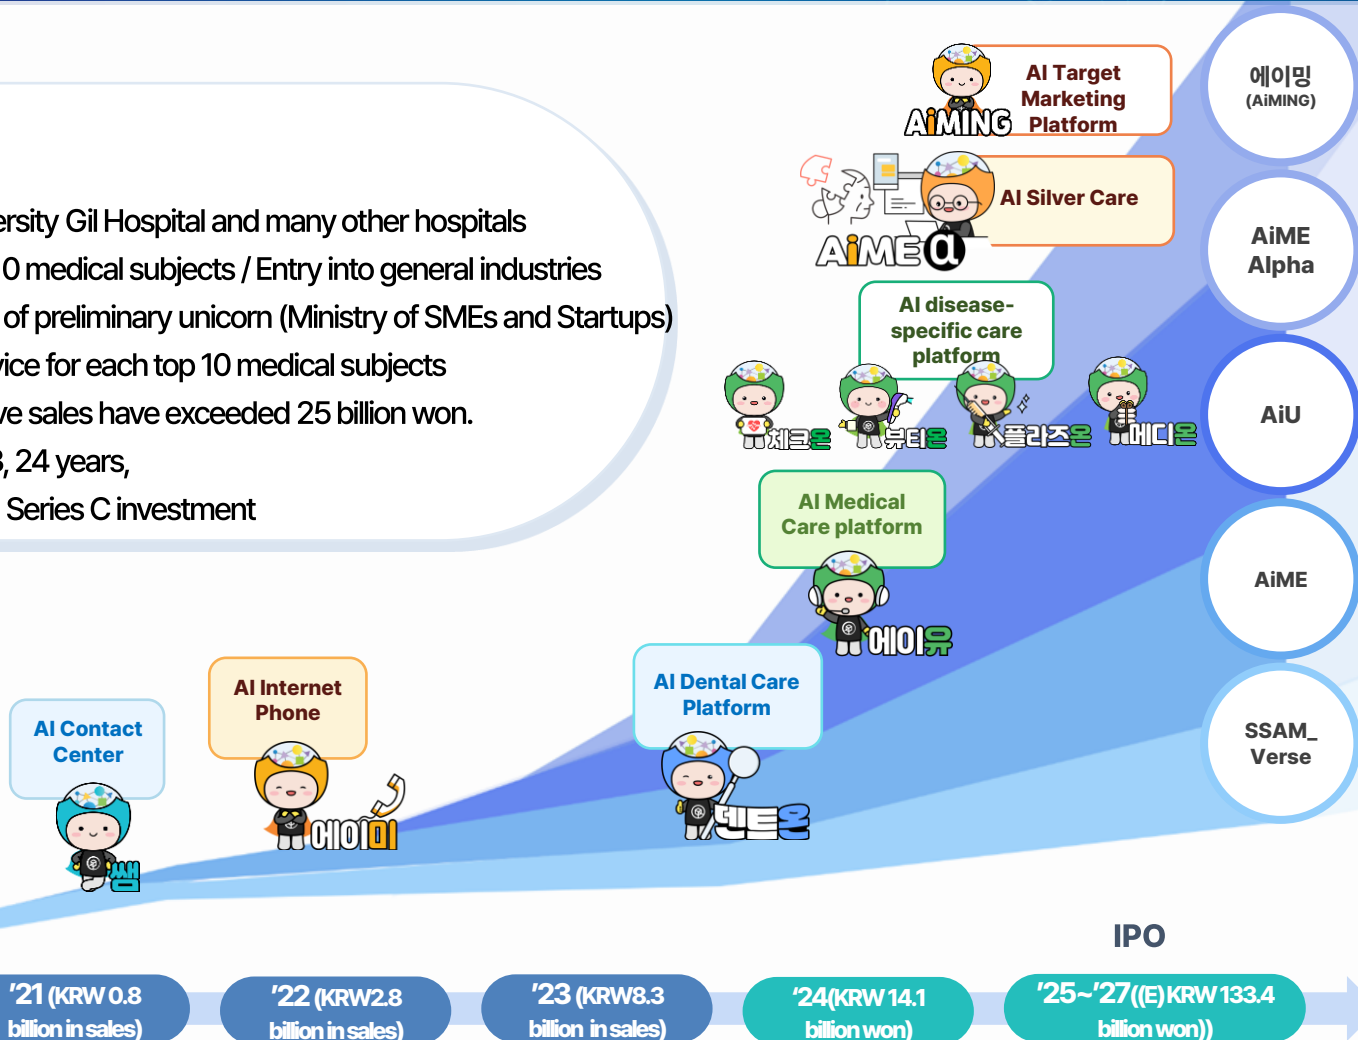 에이밍
(AiMING)
AI Target
Marketing
Platform
AiMING
AI Silver Care
AiME α
AiME
Alpha
ersity Gil Hospital and many other hospitals
0 medical subjects / Entry into general industries
of preliminary unicorn (Ministry of SMEs and Startups)
vice for each top 10 medical subjects
ve sales have exceeded 25 billion won.
3, 24 years,
Series C investment
AI disease-
specific care
platform
체크온
뷰티온
플라즈온
메디온
AiU
AI Medical
Care platform
에이유
AiME
AI Dental Care
Platform
덴트온
AI Internet
Phone
에이미
AI Contact
Center
쌤
SSAM_
Verse
IPO
’21 (KRW 0.8
billion in sales)
’22 (KRW2.8
billion in sales)
’23 (KRW8.3
billion in sales)
‘24(KRW 14.1
billion won)
’25~’27((E) KRW 133.4
billion won))